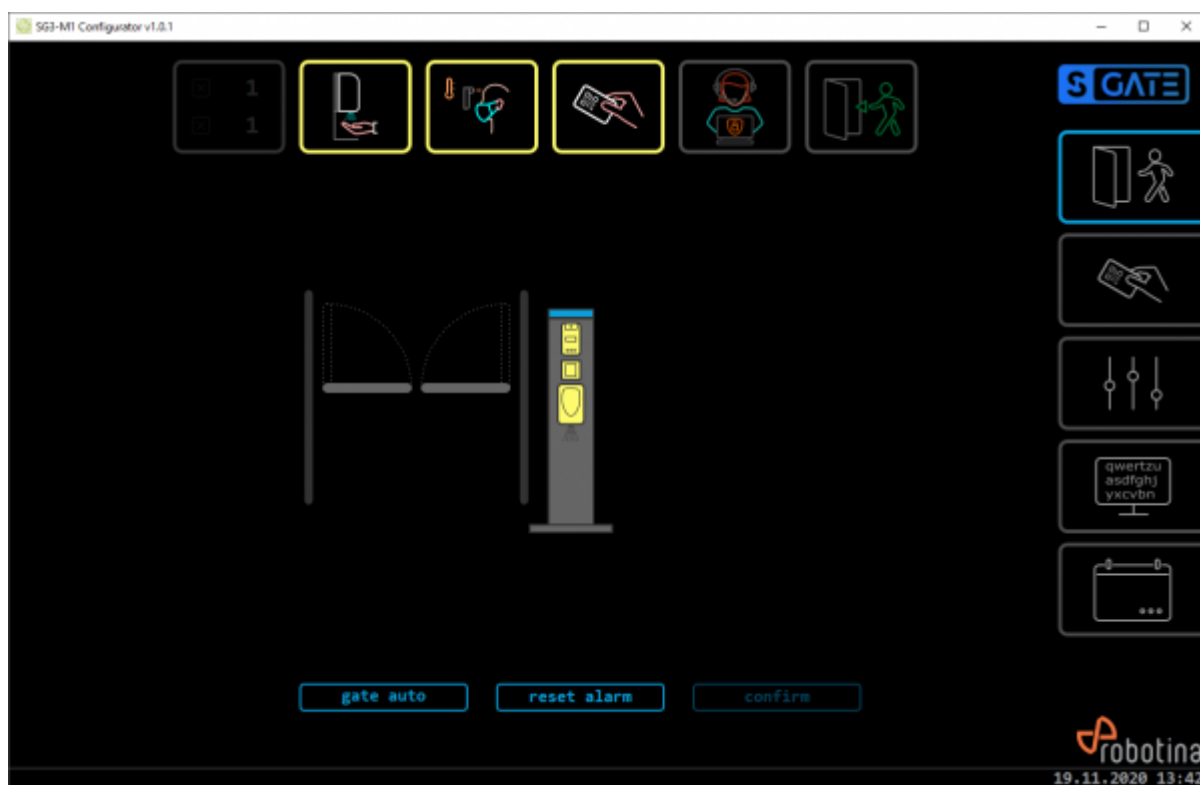 SG3-M1 Configurator v1.0.1
1
1
S GATE
qwertzu
asdfghj
yxcvbn
gate auto
reset alarm
confirm
robotina
19.11.2020 13:42